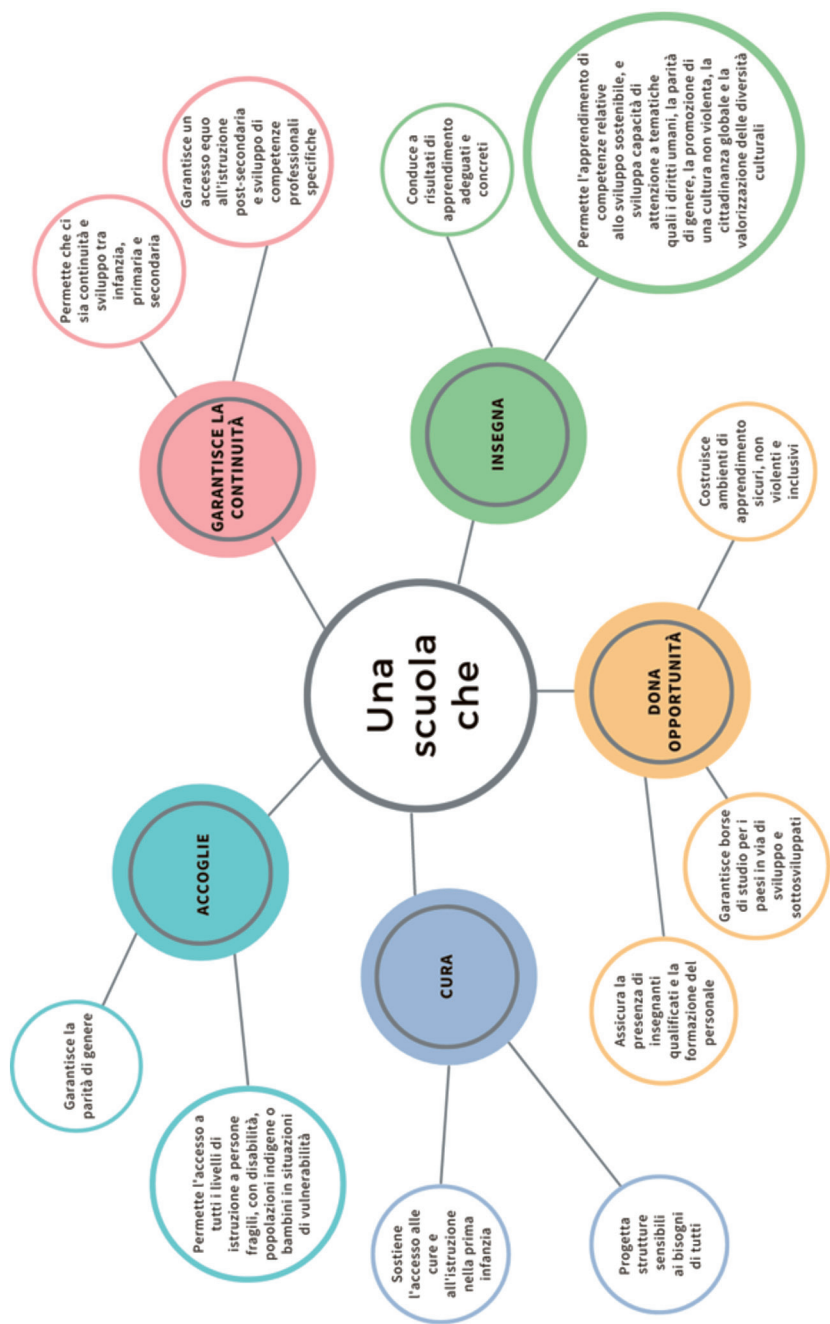 Una
scuola
che
ACCOGLIE
Garantisce la
parità di genere
Permette l'accesso a
tutti i livelli di
istruzione a persone
fragili, con disabilità,
popolazioni indigene o
bambini in situazioni
di vulnerabilità
GARANTISCE LA
CONTINUITÀ
Permette che ci
sia continuità e
sviluppo tra
infanzia,
primaria e
secondaria
Garantisce un
accesso equo
all'istruzione
post-secondaria
e sviluppo di
competenze
professionali
specifiche
INSEGNA
Conduce a
risultati di
apprendimento
adeguati e
concreti
Permette l'apprendimento di
competenze relative
allo sviluppo sostenibile, e
sviluppa capacità di
attenzione a tematiche
quali i diritti umani, la parità
di genere, la promozione di
una cultura non violenta, la
cittadinanza globale e la
valorizzazione delle diversità
culturali
DONA
OPPORTUNITÀ
Costruisce
ambienti di
apprendimento
sicuri, non
violenti e
inclusivi
Garantisce borse
di studio per i
paesi in via di
sviluppo e
sottosviluppati
Assicura la
presenza di
insegnanti
qualificati e la
formazione del
personale
CURA
Sostiene
l'accesso alle
cure e
all'istruzione
nella prima
infanzia
Progetta
strutture
sensibili
ai bisogni
di tutti